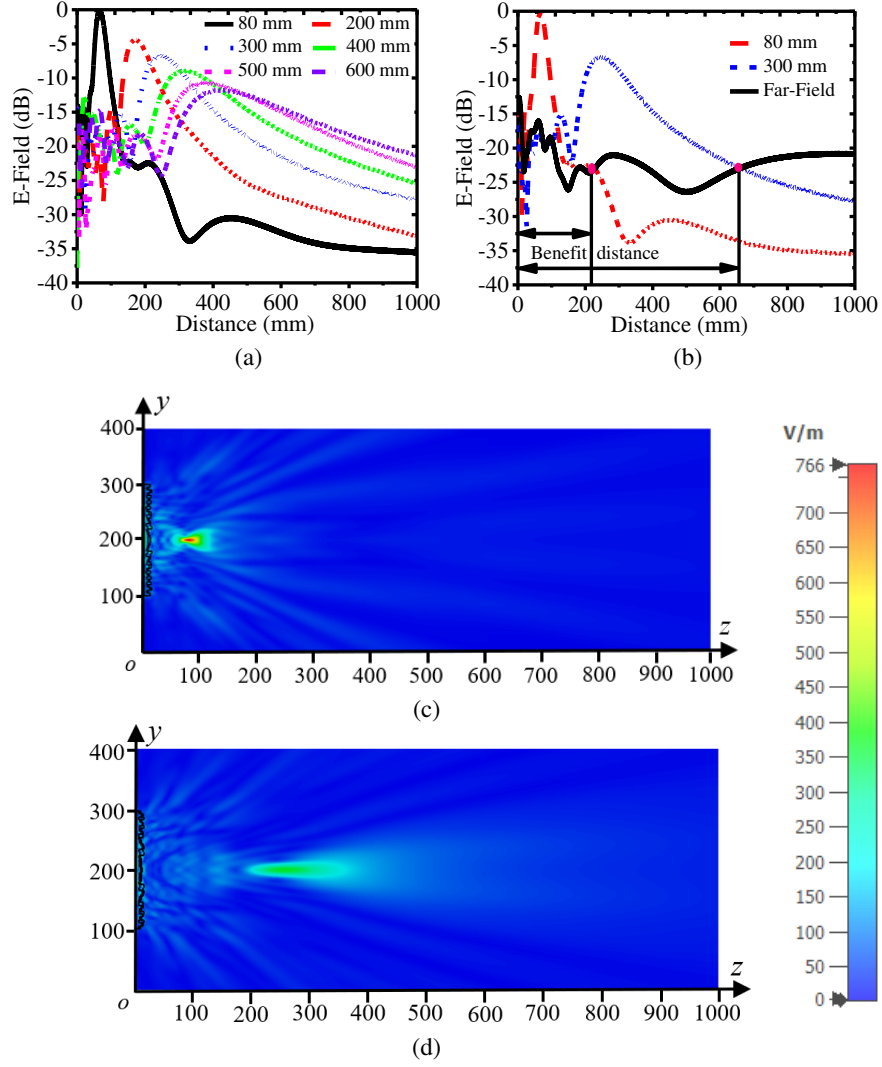 0
-5
-10
-15
-20
-25
-30
-35
-40
E-Field (dB)
80 mm 200 mm
300 mm 400 mm
500 mm 600 mm
0 200 400 600 800 1000
Distance (mm)
(a)
0
-5
-10
-15
-20
-25
-30
-35
-40
E-Field (dB)
80 mm
300 mm
Far-Field
Benefit distance
0 200 400 600 800 1000
Distance (mm)
(b)
y
400
300
200
100
o
100 200 300 400 500 600 700 800 900 1000
z
(c)
y
400
300
200
100
o
100 200 300 400 500 600 700 800 900 1000
z
(d)
V/m
766
700
650
600
550
500
450
400
350
300
250
200
150
100
50
0